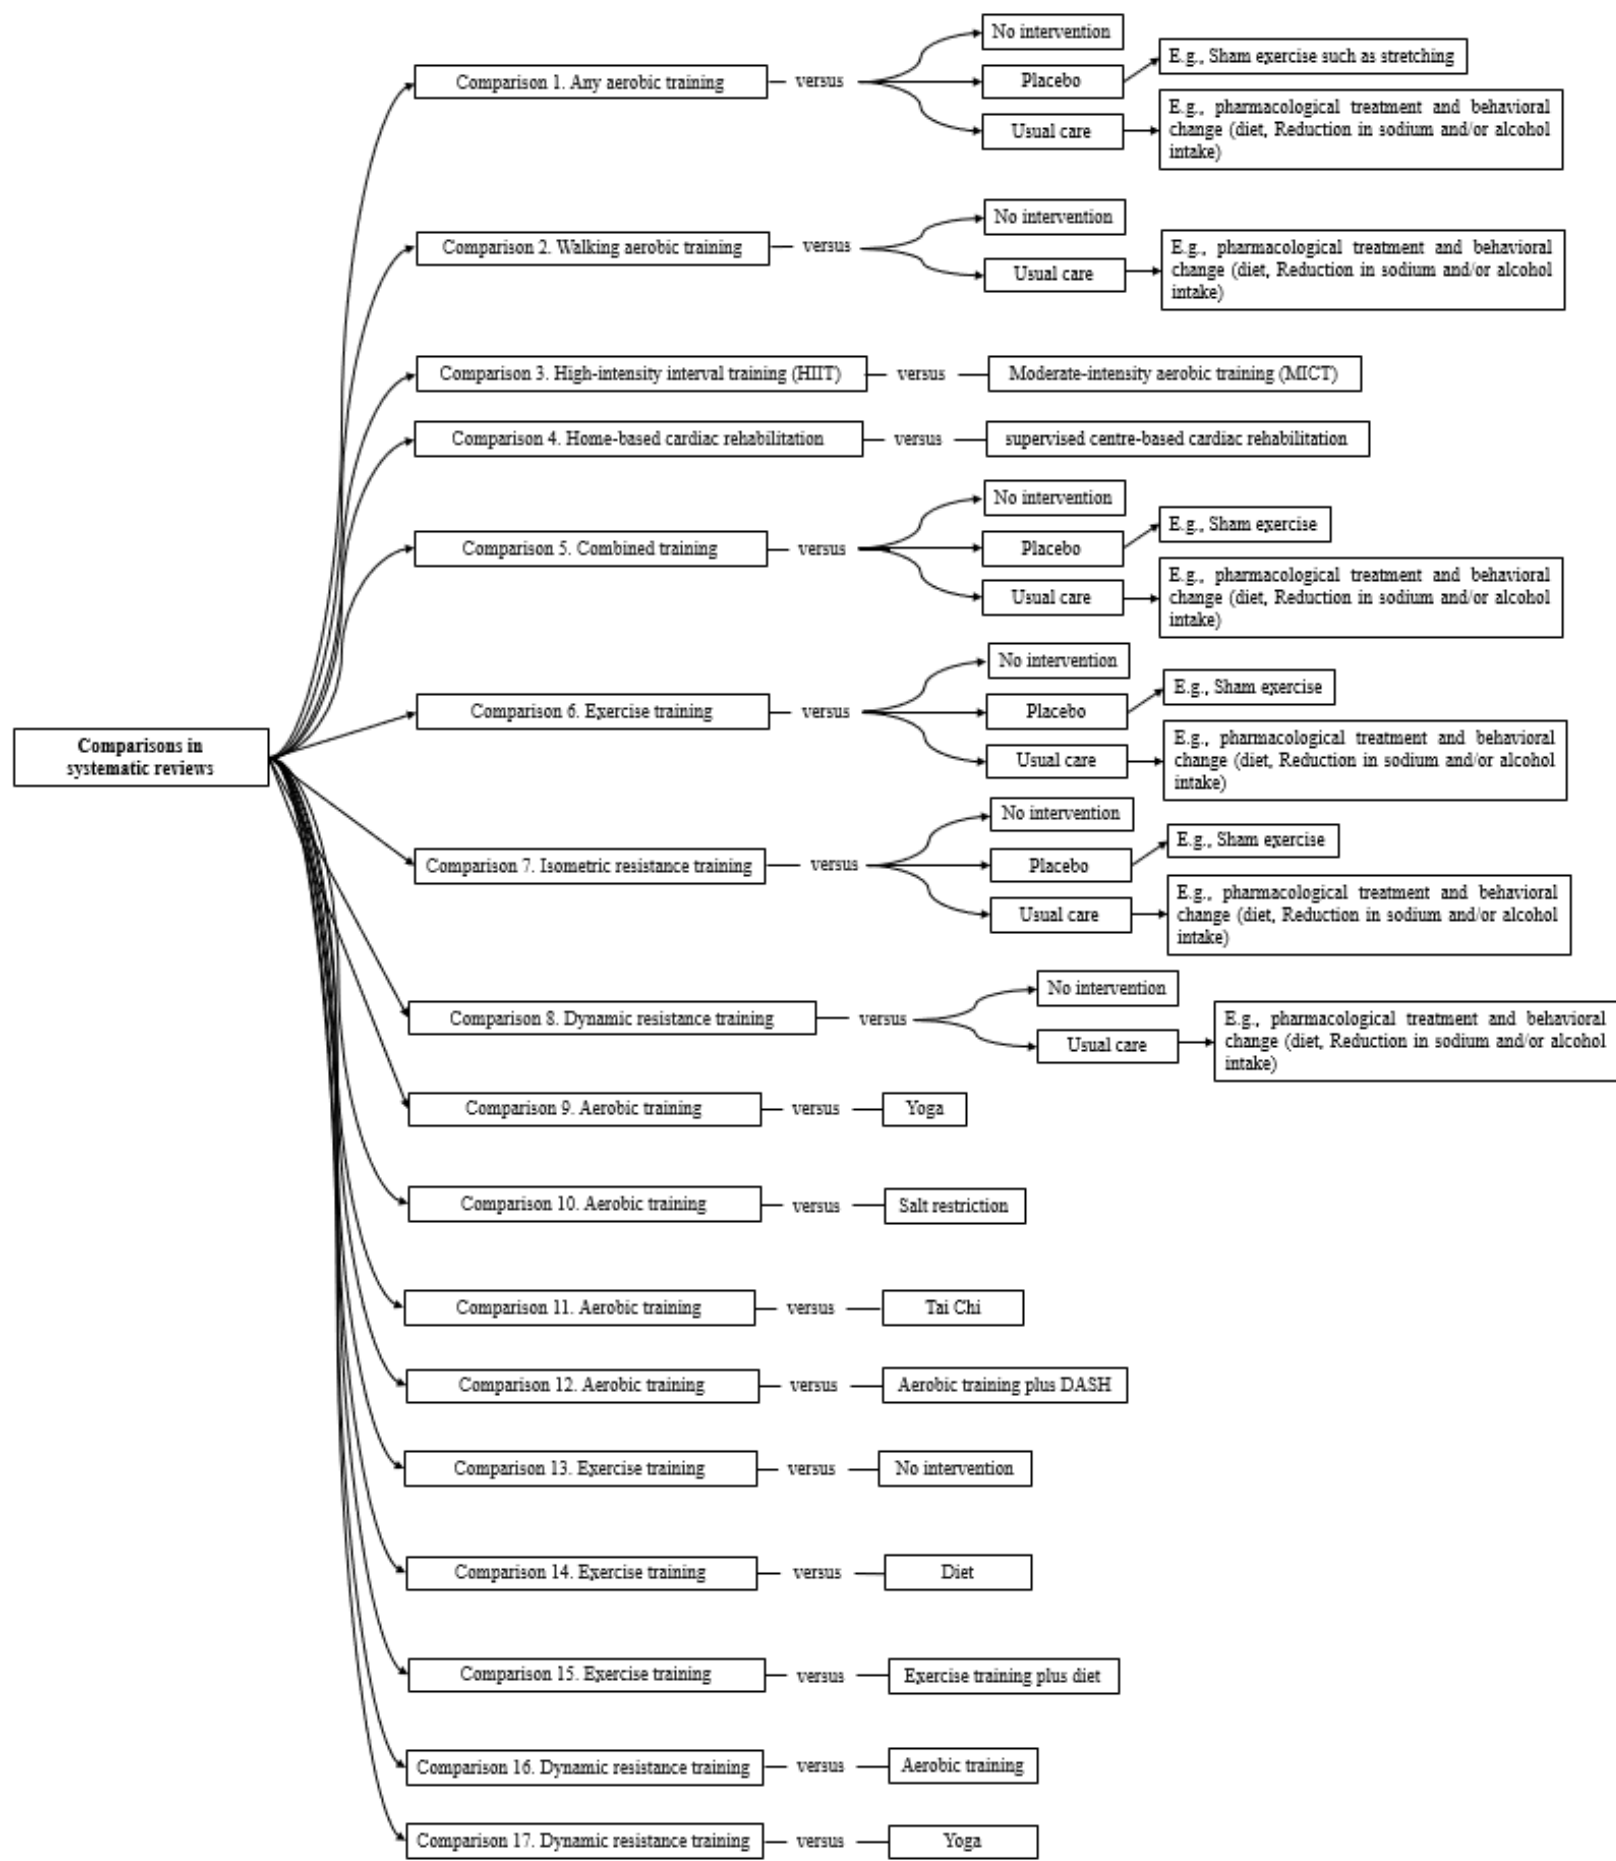 Comparisons in
systematic reviews
Comparison 1. Any aerobic training
versus
No intervention
Placebo
E.g., Sham exercise such as stretching
Usual care
E.g., pharmacological treatment and behavioral
change (diet, Reduction in sodium and/or alcohol
intake)
Comparison 2. Walking aerobic training
versus
No intervention
Usual care
E.g., pharmacological treatment and behavioral
change (diet, Reduction in sodium and/or alcohol
intake)
Comparison 3. High-intensity interval training (HIIT)
versus
Moderate-intensity aerobic training (MICT)
Comparison 4. Home-based cardiac rehabilitation
versus
supervised centre-based cardiac rehabilitation
Comparison 5. Combined training
versus
No intervention
Placebo
E.g., Sham exercise
Usual care
E.g., pharmacological treatment and behavioral
change (diet, Reduction in sodium and/or alcohol
intake)
Comparison 6. Exercise training
versus
No intervention
Placebo
E.g., Sham exercise
Usual care
E.g., pharmacological treatment and behavioral
change (diet, Reduction in sodium and/or alcohol
intake)
Comparison 7. Isometric resistance training
versus
No intervention
Placebo
E.g., Sham exercise
Usual care
E.g., pharmacological treatment and behavioral
change (diet, Reduction in sodium and/or alcohol
intake)
Comparison 8. Dynamic resistance training
versus
No intervention
Usual care
E.g., pharmacological treatment and behavioral
change (diet, Reduction in sodium and/or alcohol
intake)
Comparison 9. Aerobic training
versus
Yoga
Comparison 10. Aerobic training
versus
Salt restriction
Comparison 11. Aerobic training
versus
Tai Chi
Comparison 12. Aerobic training
versus
Aerobic training plus DASH
Comparison 13. Exercise training
versus
No intervention
Comparison 14. Exercise training
versus
Diet
Comparison 15. Exercise training
versus
Exercise training plus diet
Comparison 16. Dynamic resistance training
versus
Aerobic training
Comparison 17. Dynamic resistance training
versus
Yoga